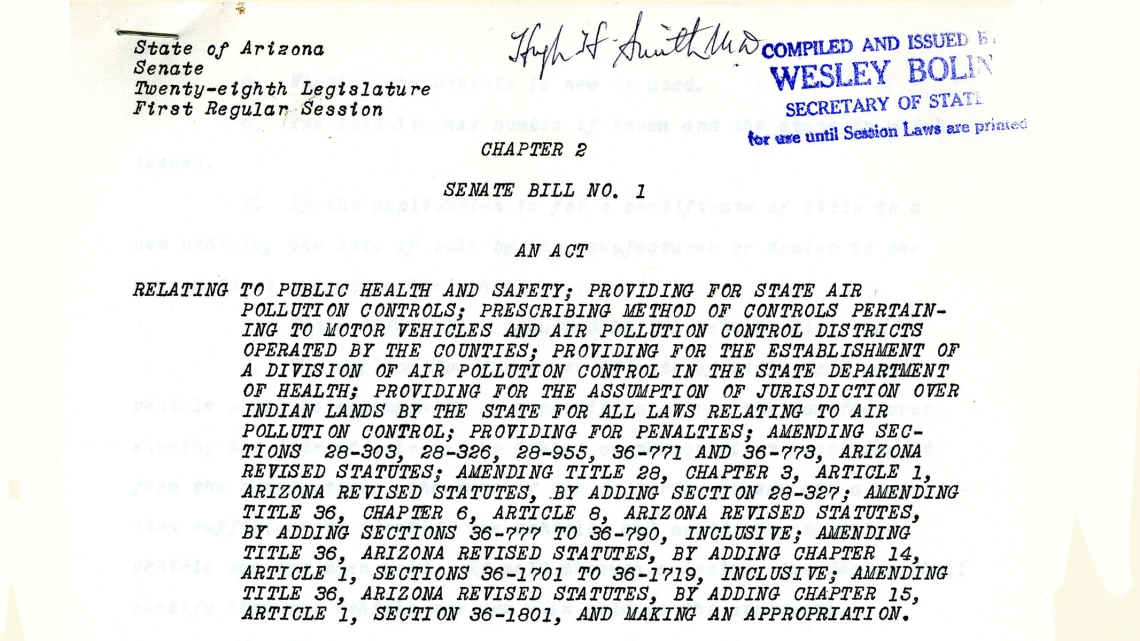 State of Arizona
Senate
Twenty-eighth Legislature
First Regular Session
Hugh H Smith MD
COMPILED AND ISSUED B
WESLEY BOLIN
SECRETARY OF STATE
for use until Session Laws are printed
CHAPTER 2
SENATE BILL NO. 1
AN ACT
RELATING TO PUBLIC HEALTH AND SAFETY; PROVIDING FOR STATE AIR
POLLUTION CONTROLS; PRESCRIBING METHOD OF CONTROLS PERTAIN-
ING TO MOTOR VEHICLES AND AIR POLLUTION CONTROL DISTRICTS
OPERATED BY THE COUNTIES; PROVIDING FOR THE ESTABLISHMENT OF
A DIVISION OF AIR POLLUTION CONTROL IN THE STATE DEPARTMENT
OF HEALTH; PROVIDING FOR THE ASSUMPTION OF JURISDICTION OVER
INDIAN LANDS BY THE STATE FOR ALL LAWS RELATING TO AIR
POLLUTION CONTROL; PROVIDING FOR PENALTIES; AMENDING SEC-
TIONS 28-303, 28-326, 28-955, 36-771 AND 36-773, ARIZONA
REVISED STATUTES; AMENDING TITLE 28, CHAPTER 3, ARTICLE 1,
ARIZONA REVISED STATUTES, BY ADDING SECTION 28-327; AMENDING
TITLE 36, CHAPTER 6, ARTICLE 8, ARIZONA REVISED STATUTES,
BY ADDING SECTIONS 36-777 TO 36-790, INCLUSIVE; AMENDING
TITLE 36, ARIZONA REVISED STATUTES, BY ADDING CHAPTER 14,
ARTICLE 1, SECTIONS 36-1701 TO 36-1719, INCLUSIVE; AMENDING
TITLE 36, ARIZONA REVISED STATUTES, BY ADDING CHAPTER 15,
ARTICLE 1, SECTION 36-1801, AND MAKING AN APPROPRIATION.